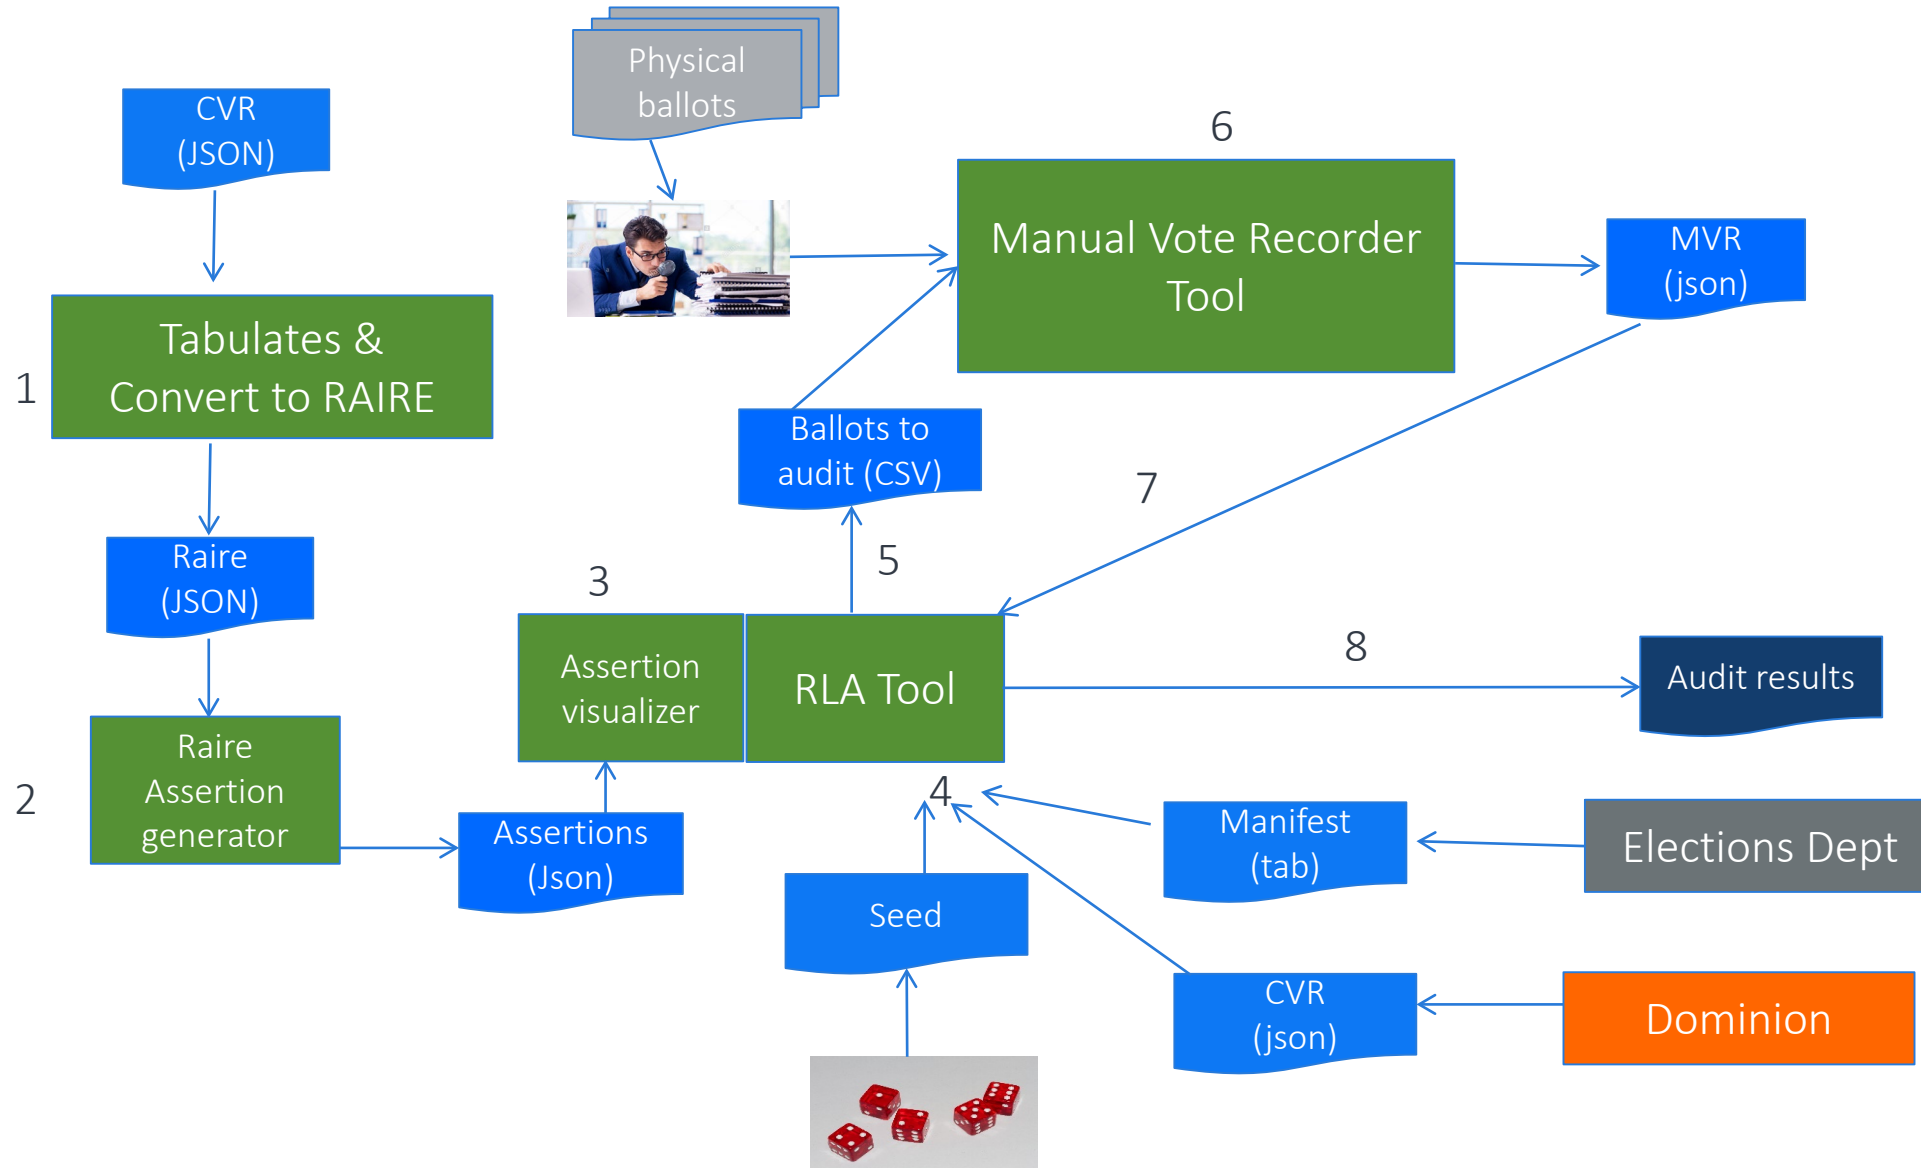 Physical
ballots
CVR
(JSON)
6
Manual Vote Recorder
Tool
MVR
(json)
Tabulates &
Convert to RAIRE
1
Ballots to
audit (CSV)
7
Raire
(JSON)
5
3
Assertion
visualizer
RLA Tool
8
Audit results
Raire
Assertion
generator
2
4
Assertions
(Json)
Manifest
(tab)
Elections Dept
Seed
CVR
(json)
Dominion